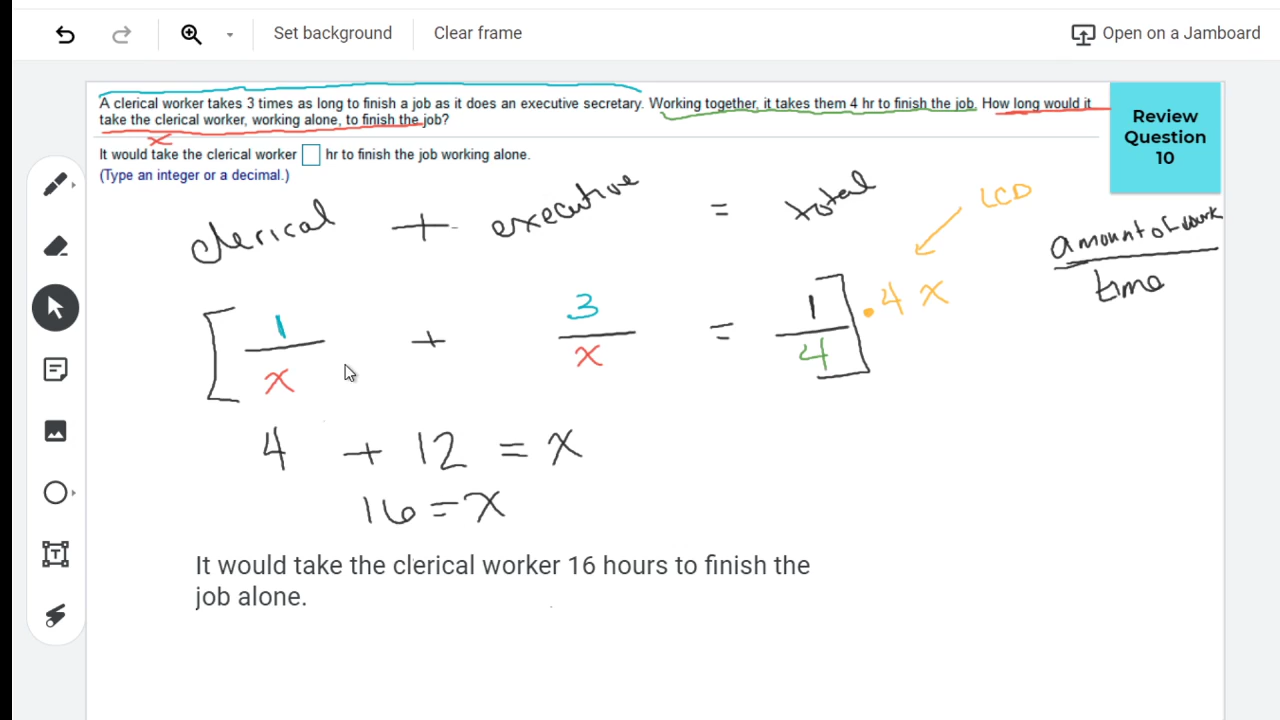 Set background
Clear frame
Open on a Jamboard
A clerical worker takes 3 times as long to finish a job as it does an executive secretary. Working together, it takes them 4 hr to finish the job. How long would it
take the clerical worker, working alone, to finish the job?
x
It would take the clerical worker hr to finish the job working alone.
(Type an integer or a decimal.)
Review
Question
10
clerical + executive = total
LCD
amount of work
time
[ 1/x + 3/x = 1/4 ] · 4 x
4 + 12 = x
16 = x
It would take the clerical worker 16 hours to finish the
job alone.
T